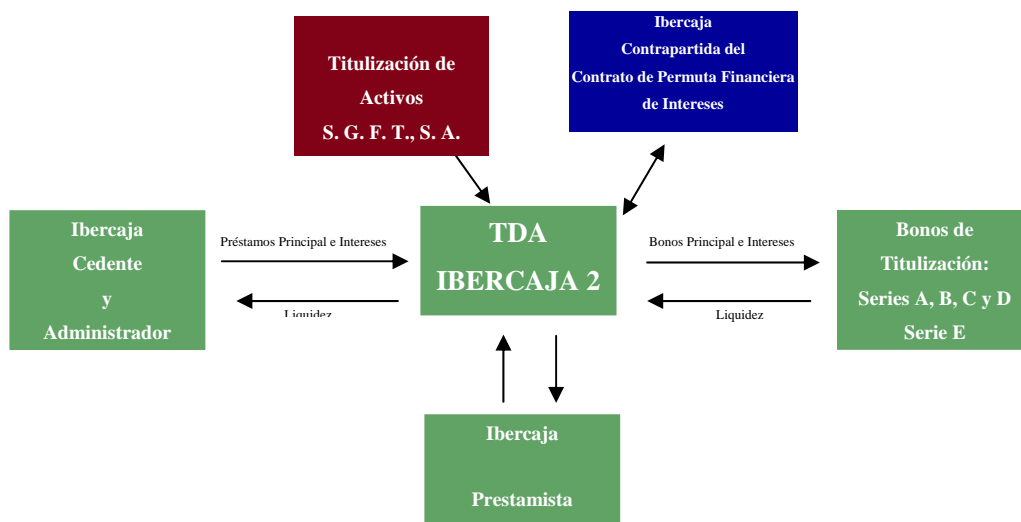 Titulización de
Activos
S. G. F. T., S. A.
Ibercaja
Contrapartida del
Contrato de Permuta Financiera
de Intereses
Ibercaja
Cedente
y
Administrador
Préstamos Principal e Intereses
Liquidez
TDA
IBERCAJA 2
Bonos Principal e Intereses
Liquidez
Bonos de
Titulización:
Series A, B, C y D
Serie E
Ibercaja
Prestamista